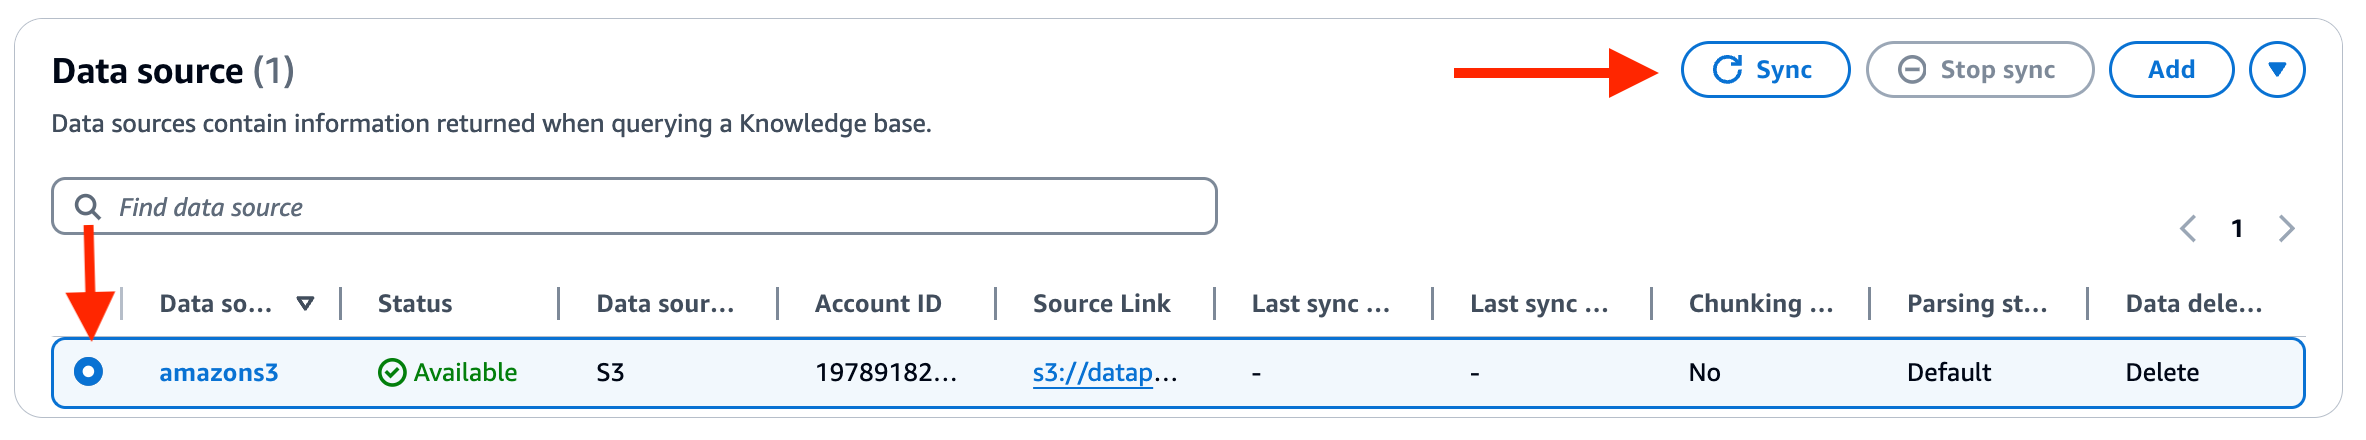 Data source (1)
Sync
Stop sync
Add
Data sources contain information returned when querying a Knowledge base.
Find data source
1
Data so... Status Data sour... Account ID Source Link Last sync ... Last sync ... Chunking ... Parsing st... Data dele...
amazons3 Available S3 19789182... s3://datap... - - No Default Delete